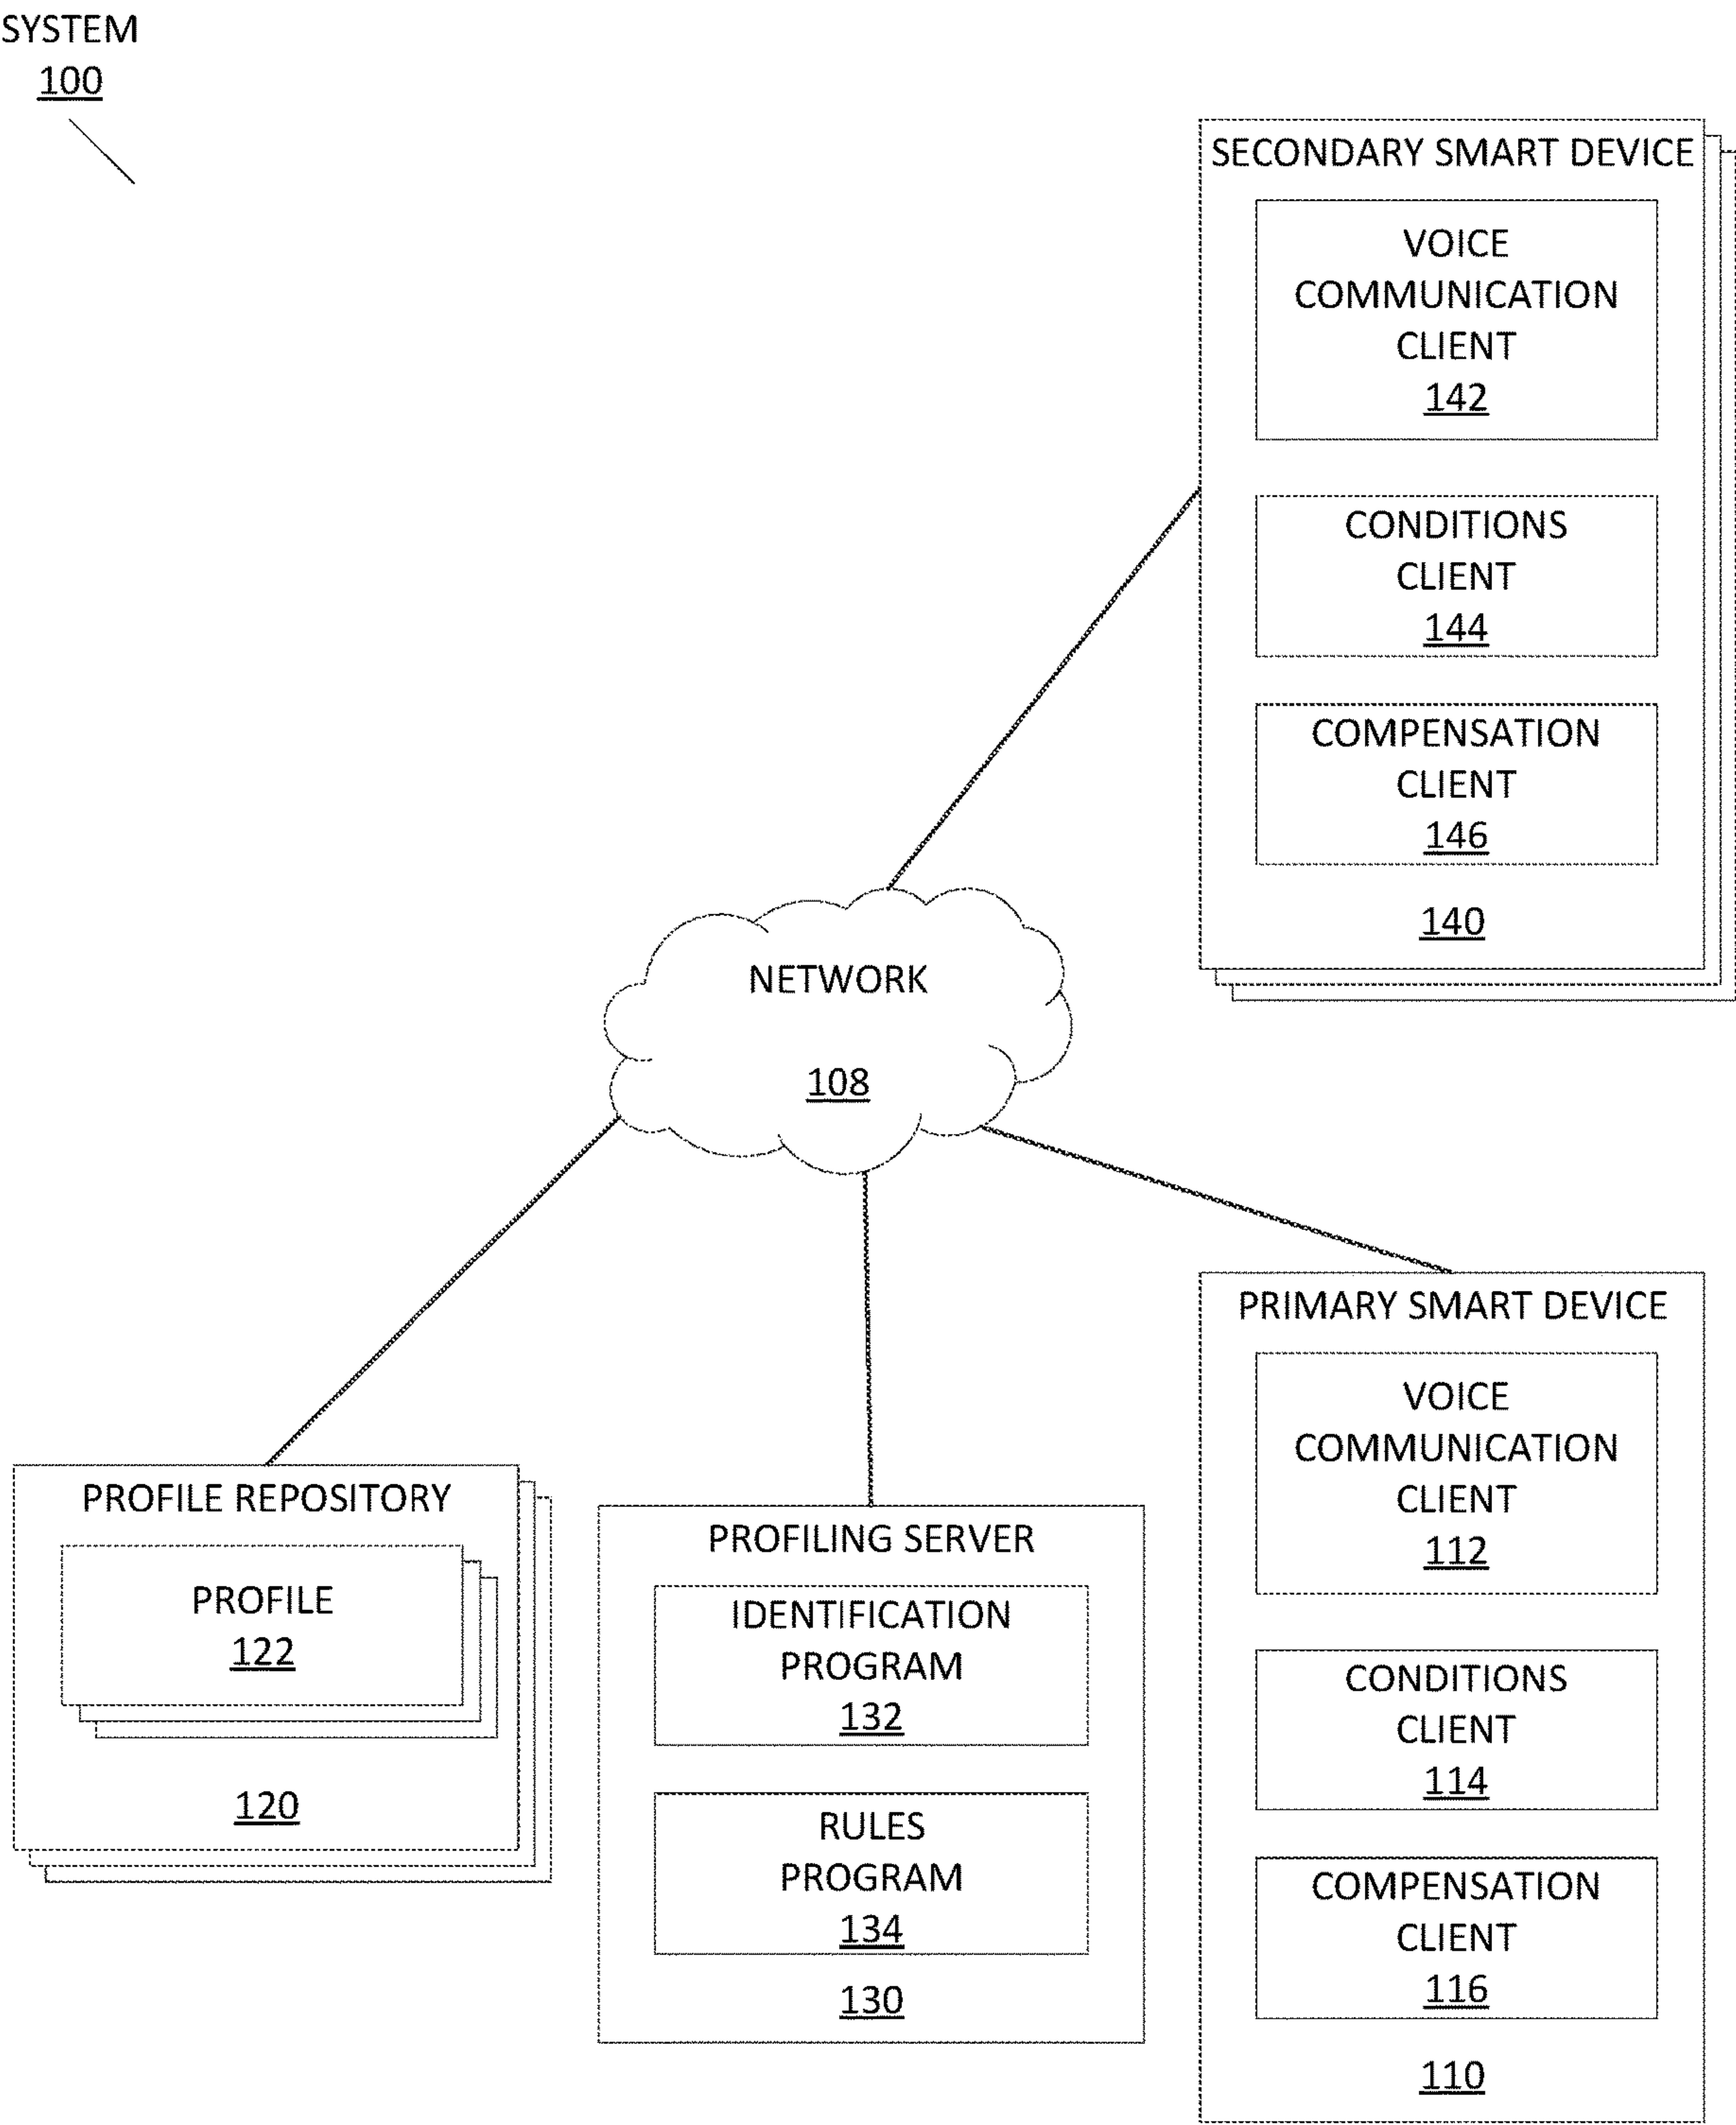 SYSTEM
100
SECONDARY SMART DEVICE
VOICE
COMMUNICATION
CLIENT
142
CONDITIONS
CLIENT
144
COMPENSATION
CLIENT
146
140
NETWORK
108
PROFILE REPOSITORY
PROFILE
122
120
PROFILING SERVER
IDENTIFICATION
PROGRAM
132
RULES
PROGRAM
134
130
PRIMARY SMART DEVICE
VOICE
COMMUNICATION
CLIENT
112
CONDITIONS
CLIENT
114
COMPENSATION
CLIENT
116
110